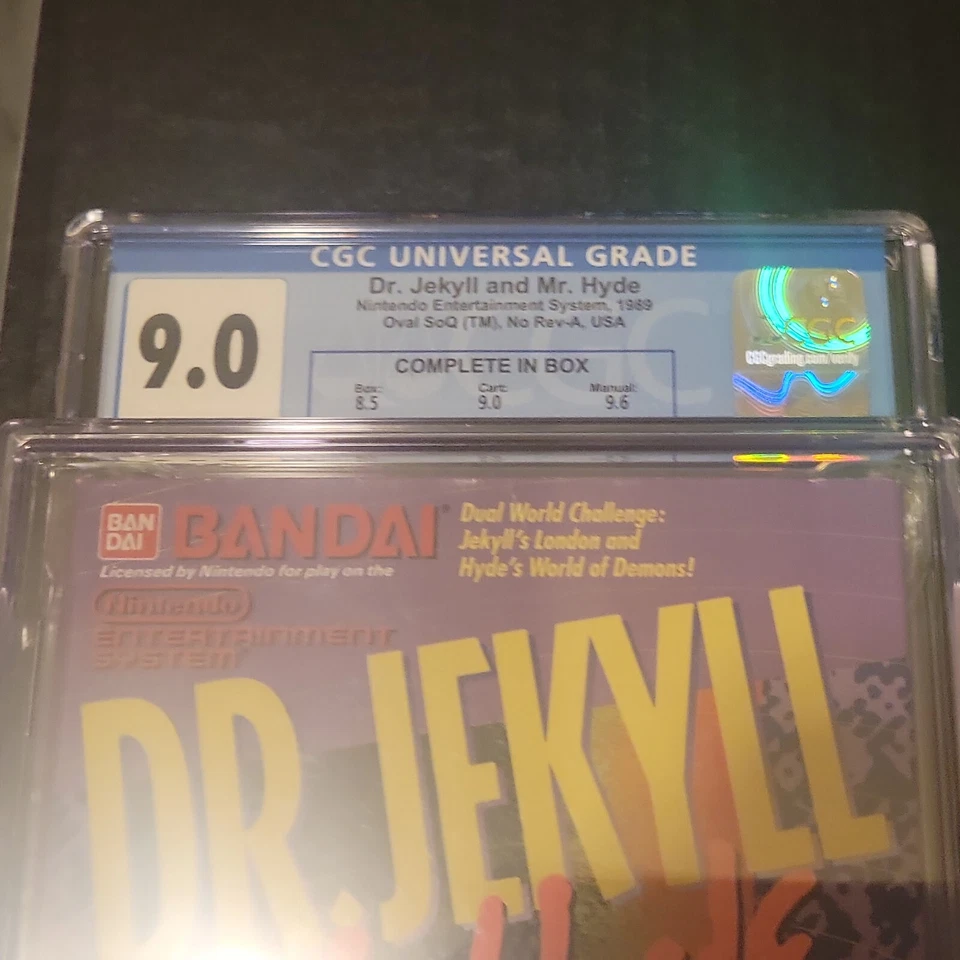 CGC UNIVERSAL GRADE
9.0
Dr. Jekyll and Mr. Hyde
Nintendo Entertainment System, 1989
Oval SoQ (TM), No Rev-A, USA
COMPLETE IN BOX
Box: Cart: Manual:
8.5 9.0 9.6
CGC
CGCgrading.com/verify
BAN
DAI
BANDAI®
Dual World Challenge:
Jekyll's London and
Hyde's World of Demons!
Licensed by Nintendo for play on the
Nintendo
ENTERTAINMENT
SYSTEM
DR. JEKYLL